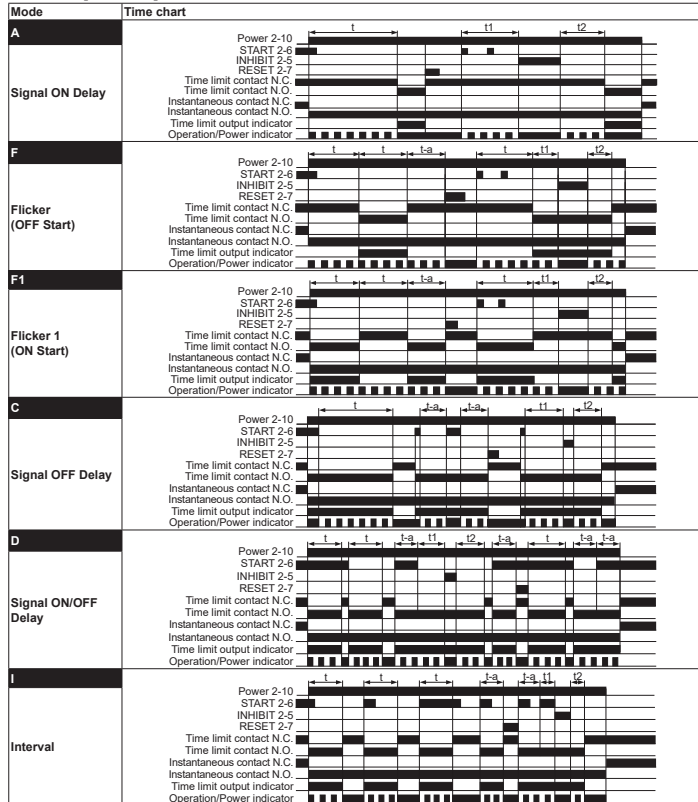 Mode Time chart
A
t t1 t2
Power 2-10
START 2-6
INHIBIT 2-5
RESET 2-7
Time limit contact N.C.
Time limit contact N.O.
Instantaneous contact N.C.
Instantaneous contact N.O.
Time limit output indicator
Operation/Power indicator
Signal ON Delay
F
t t t-a t t1 t2
Power 2-10
START 2-6
INHIBIT 2-5
RESET 2-7
Time limit contact N.C.
Time limit contact N.O.
Instantaneous contact N.C.
Instantaneous contact N.O.
Time limit output indicator
Operation/Power indicator
Flicker
(OFF Start)
F1
t t t-a t t1 t2
Power 2-10
START 2-6
INHIBIT 2-5
RESET 2-7
Time limit contact N.C.
Time limit contact N.O.
Instantaneous contact N.C.
Instantaneous contact N.O.
Time limit output indicator
Operation/Power indicator
Flicker 1
(ON Start)
C
t t-a t-a t1 t2
Power 2-10
START 2-6
INHIBIT 2-5
RESET 2-7
Time limit contact N.C.
Time limit contact N.O.
Instantaneous contact N.C.
Instantaneous contact N.O.
Time limit output indicator
Operation/Power indicator
Signal OFF Delay
D
t t t-a t1 t2 t-a t t-a t-a
Power 2-10
START 2-6
INHIBIT 2-5
RESET 2-7
Time limit contact N.C.
Time limit contact N.O.
Instantaneous contact N.C.
Instantaneous contact N.O.
Time limit output indicator
Operation/Power indicator
Signal ON/OFF
Delay
I
t t t t-a t-a t1 t2
Power 2-10
START 2-6
INHIBIT 2-5
RESET 2-7
Time limit contact N.C.
Time limit contact N.O.
Instantaneous contact N.C.
Instantaneous contact N.O.
Time limit output indicator
Operation/Power indicator
Interval